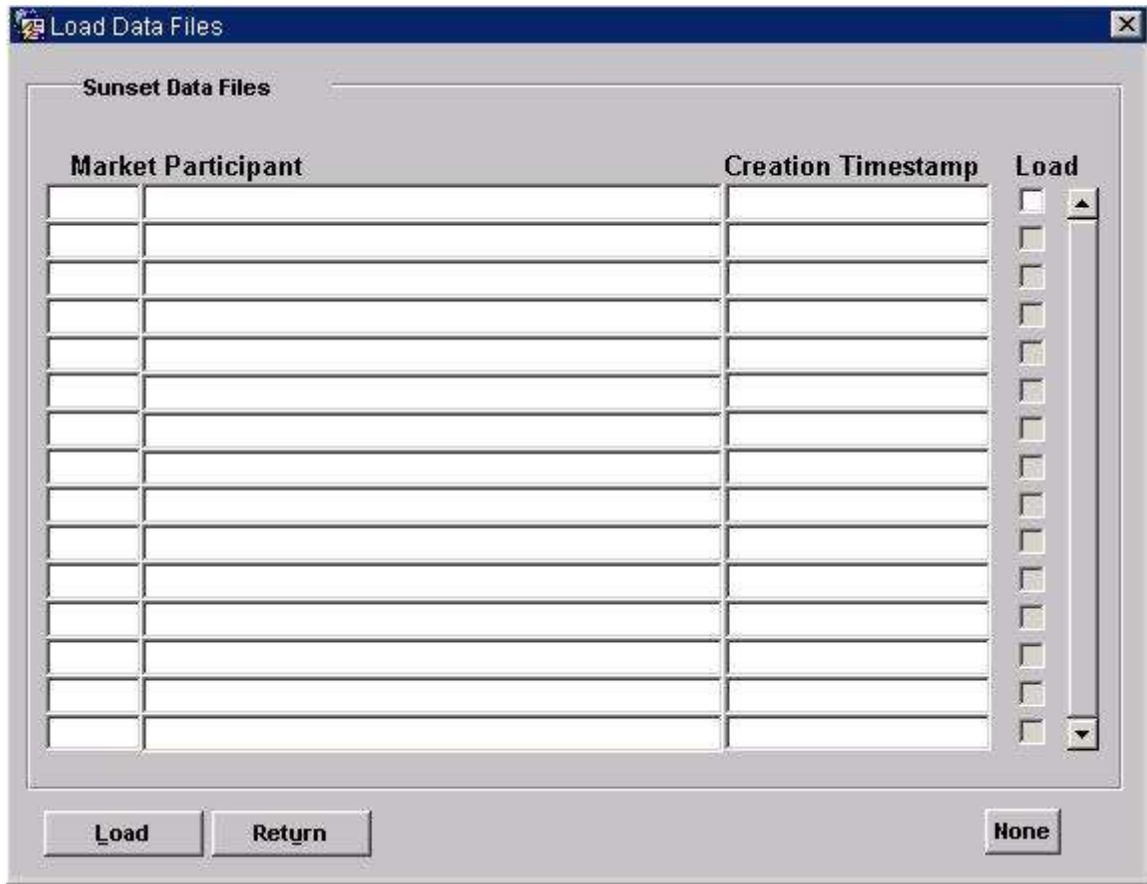 Load Data Files
Sunset Data Files
Market Participant Creation Timestamp Load
Load Return None